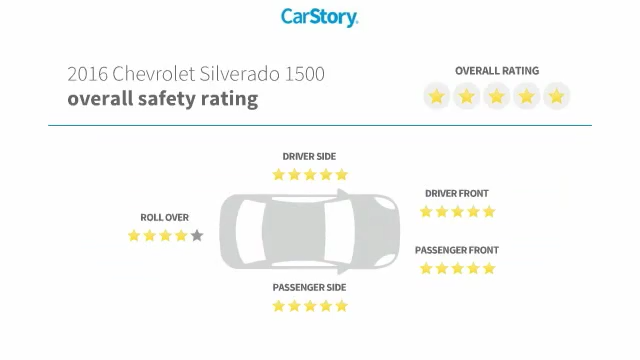 CarStory
2016 Chevrolet Silverado 1500
overall safety rating
OVERALL RATING
DRIVER SIDE
DRIVER FRONT
ROLL OVER
PASSENGER FRONT
PASSENGER SIDE